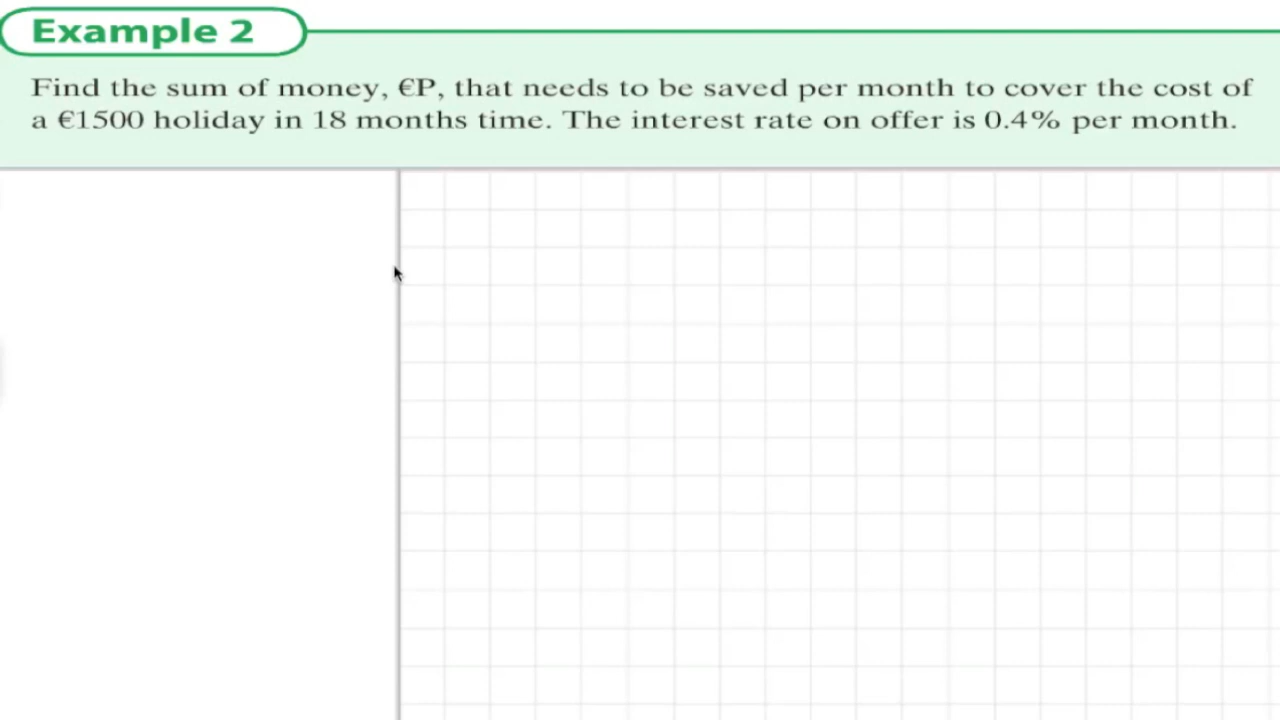 Example 2
Find the sum of money, €P, that needs to be saved per month to cover the cost of
a €1500 holiday in 18 months time. The interest rate on offer is 0.4% per month.